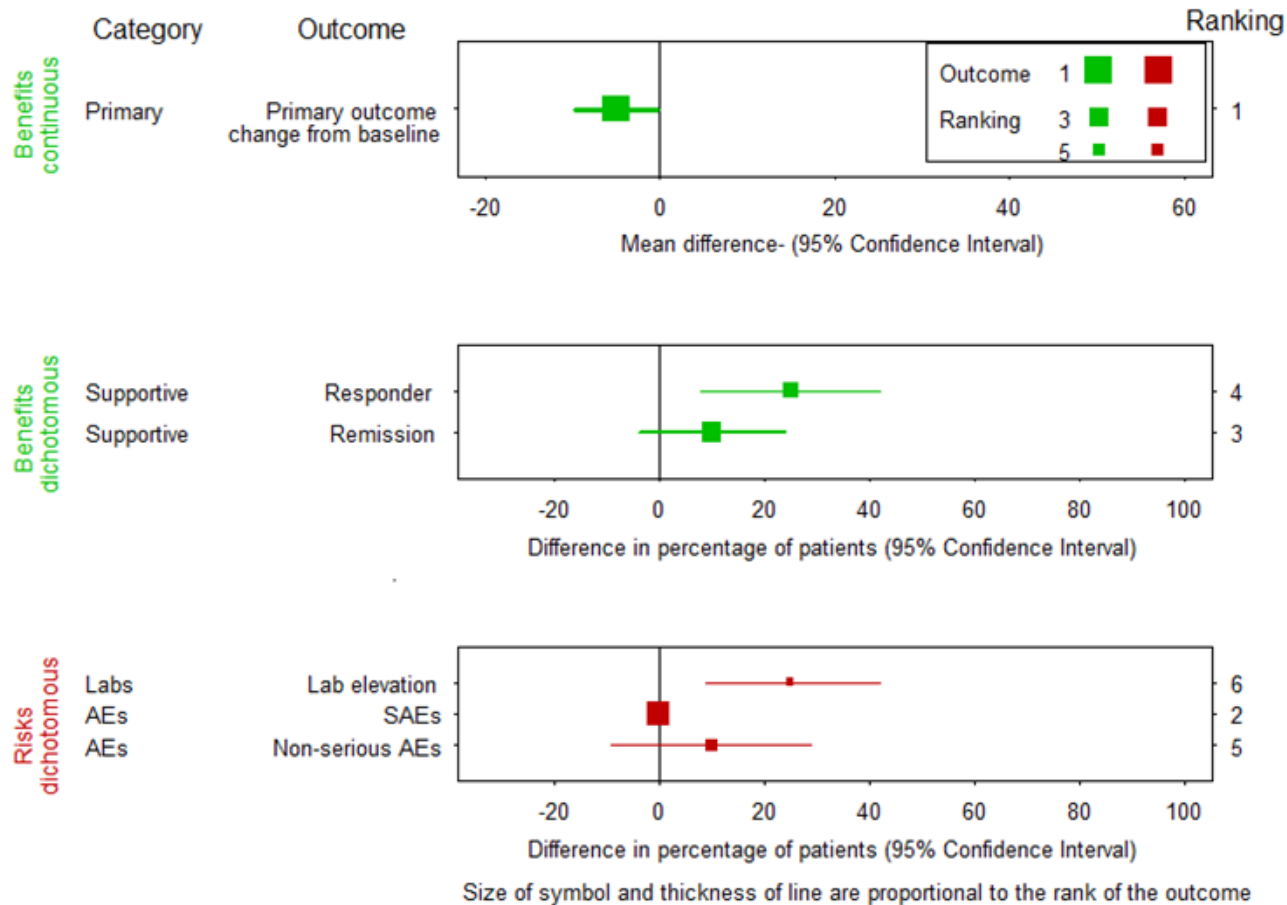 Category Outcome Ranking
Benefits
continuous
Primary Primary outcome 1
change from baseline
Outcome 1
Ranking 3
5
-20 0 20 40 60
Mean difference- (95% Confidence Interval)
Benefits
dichotomous
Supportive Responder 4
Supportive Remission 3
-20 0 20 40 60 80 100
Difference in percentage of patients (95% Confidence Interval)
Risks
dichotomous
Labs Lab elevation 6
AEs SAEs 2
AEs Non-serious AEs 5
-20 0 20 40 60 80 100
Difference in percentage of patients (95% Confidence Interval)
Size of symbol and thickness of line are proportional to the rank of the outcome